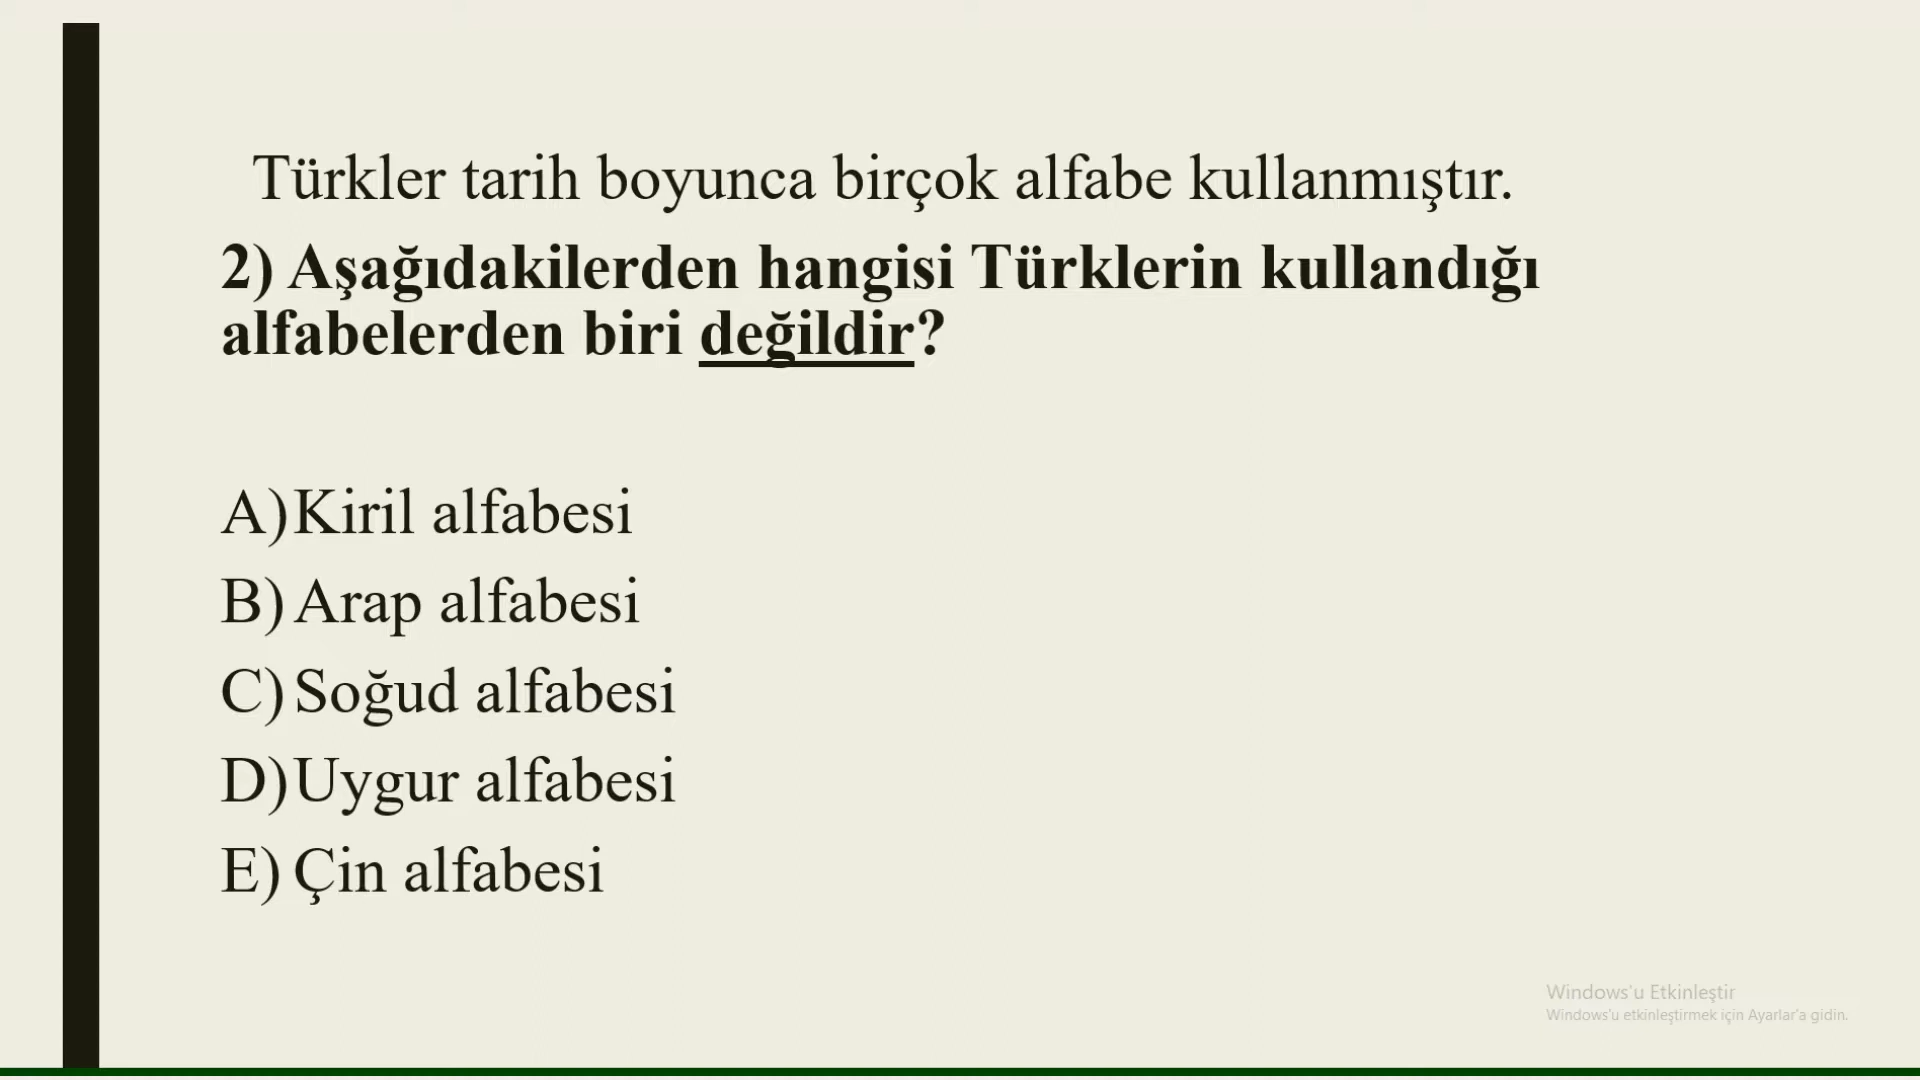 Türkler tarih boyunca birçok alfabe kullanmıştır.
2) Aşağıdakilerden hangisi Türklerin kullandığı
alfabelerden biri değildir?
A) Kiril alfabesi
B) Arap alfabesi
C) Soğud alfabesi
D) Uygur alfabesi
E) Çin alfabesi
Windows'u Etkinleştir
Windows'u etkinleştirmek için Ayarlar'a gidin.